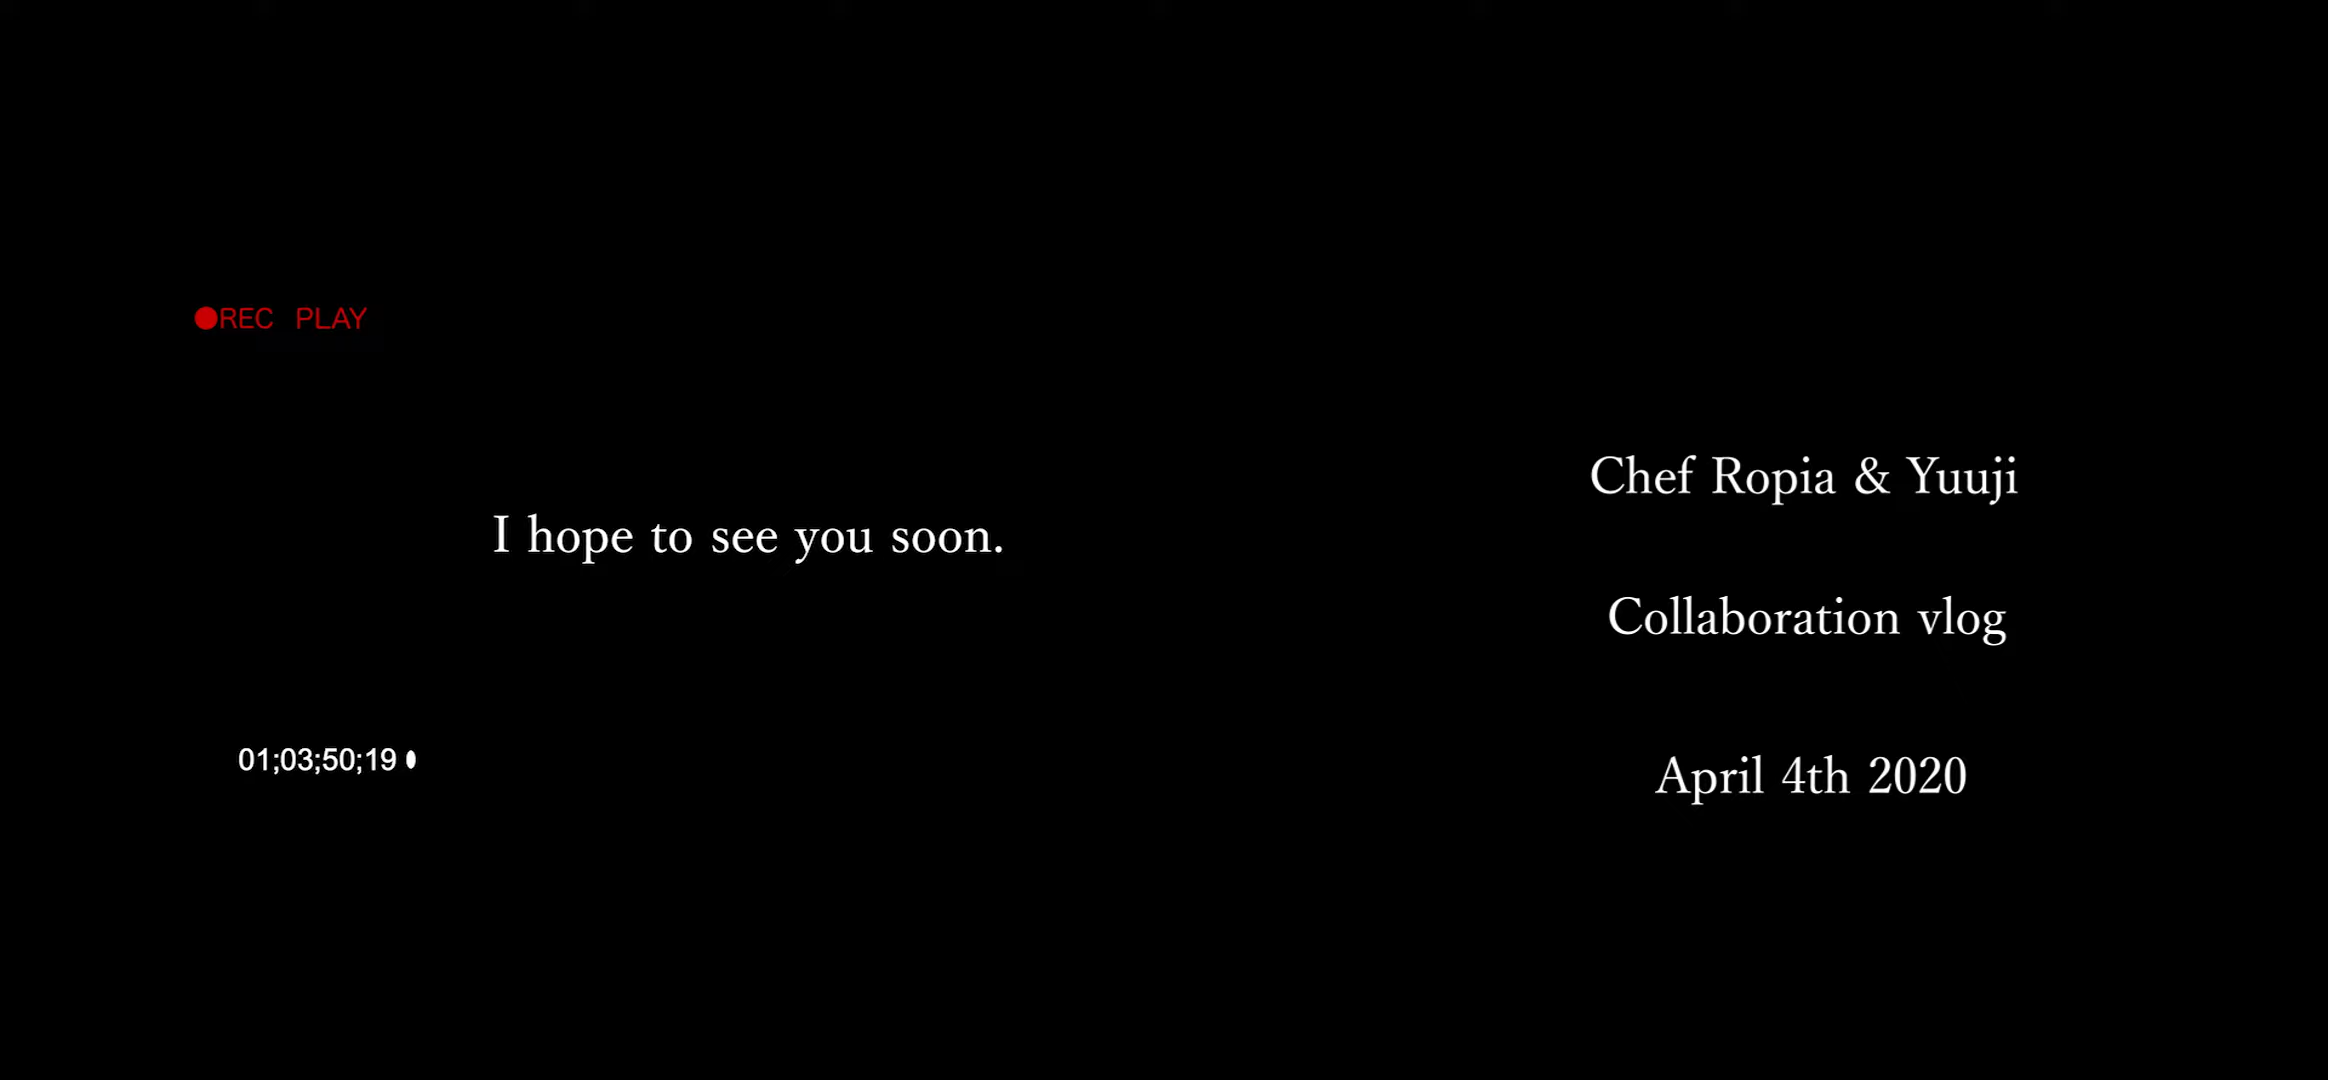 REC PLAY
I hope to see you soon.
01;03;50;19
Chef Ropia & Yuuji
Collaboration vlog
April 4th 2020